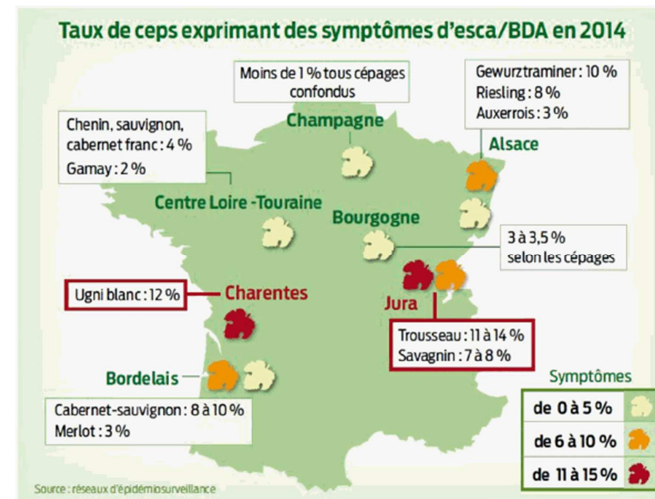 Taux de ceps exprimant des symptômes d'esca/BDA en 2014
Moins de 1 % tous cépages
confondus
Champagne
Gewurztraminer : 10 %
Riesling : 8 %
Auxerrois : 3 %
Alsace
Chenin, sauvignon,
cabernet franc : 4 %
Gamay : 2 %
Centre Loire -Touraine
Bourgogne
3 à 3,5 %
selon les cépages
Ugni blanc : 12 %
Charentes
Jura
Trousseau : 11 à 14 %
Savagnin : 7 à 8 %
Bordelais
Cabernet-sauvignon : 8 à 10 %
Merlot : 3 %
Symptômes
de 0 à 5 %
de 6 à 10 %
de 11 à 15 %
Source : réseaux d'épidémiosurveillance